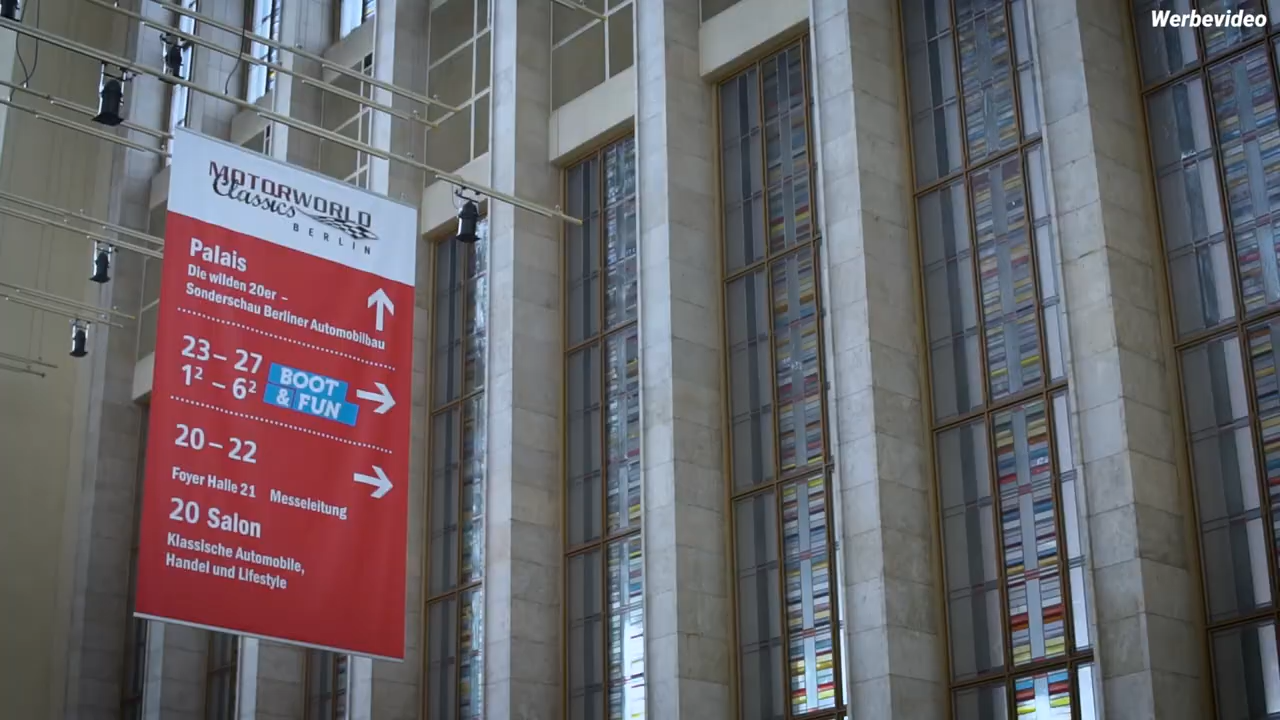 Werbevideo
MOTORWORLD
Classics
BERLIN
Palais
Die wilden 20er –
Sonderschau Berliner Automobilbau
23 – 27
1² – 6²
BOOT
& FUN
20 – 22
Foyer Halle 21 Messeleitung
20 Salon
Klassische Automobile,
Handel und Lifestyle